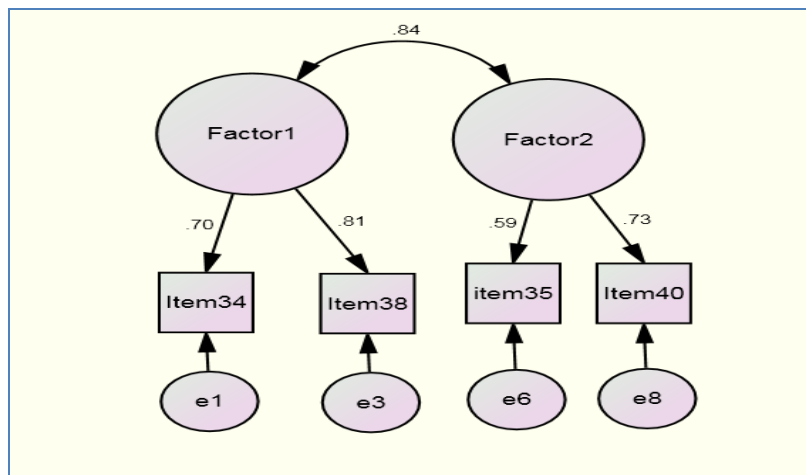 .84
Factor1
Factor2
.70
.81
.59
.73
Item34
Item38
item35
Item40
e1
e3
e6
e8